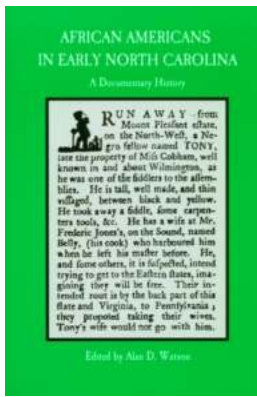 AFRICAN AMERICANS
IN EARLY NORTH CAROLINA
A Documentary History
RUN AWAY from
Mount Pleasant eſtate,
on the North-Weſt, a Ne-
gro fellow named TONY,
late the property of Miſs Cobham, well
known in and about Wilmington, as
he was one of the fiddlers to the aſſem-
blies. He is tall, well made, and thin
viſaged, between black and yellow.
He took away a fiddle, ſome carpen-
ters tools, &c. He has a wife at Mr.
Frederic Jones's, on the Sound, named
Betty, (his cook) who harboured him
when he left his maſter before. He,
and ſome others, it is ſuſpected, intend
trying to get to the Eaſtern ſtates, ima-
gining they will be free. Their in-
tended rout is by the back part of this
ſtate and Virginia, to Pennſylvania;
they propoſed taking their wives.
Tony's wife would not go with him.
Edited by Alan D. Watson